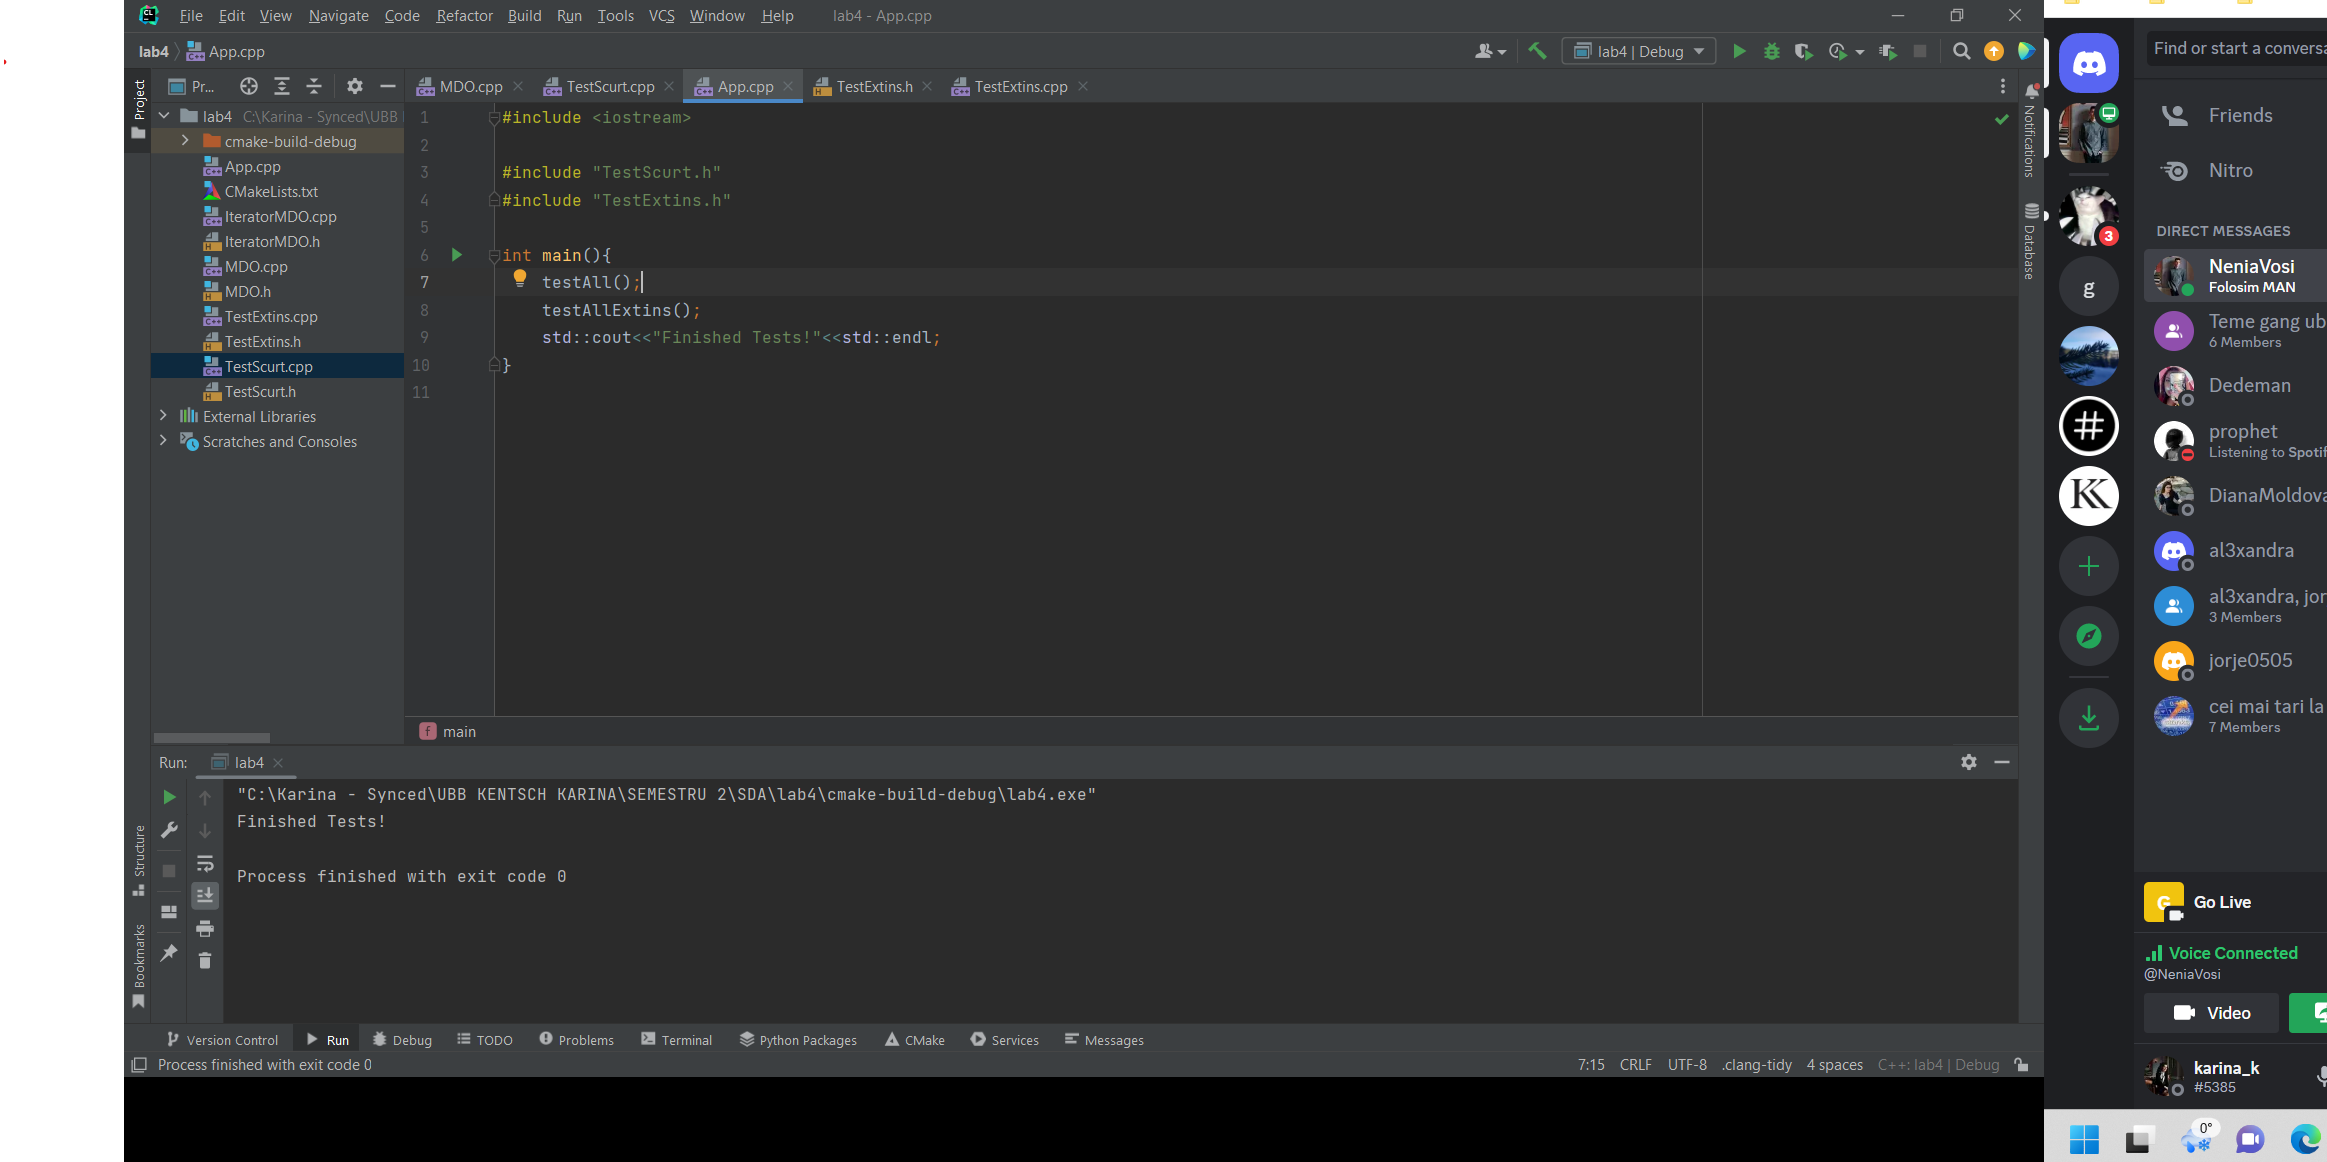 File Edit View Navigate Code Refactor Build Run Tools VCS Window Help lab4 - App.cpp
lab4 App.cpp
lab4 | Debug
Project
Pr...
MDO.cpp TestScurt.cpp App.cpp TestExtins.h TestExtins.cpp
lab4 C:\Karina - Synced\UBB
cmake-build-debug
App.cpp
CMakeLists.txt
IteratorMDO.cpp
IteratorMDO.h
MDO.cpp
MDO.h
TestExtins.cpp
TestExtins.h
TestScurt.cpp
TestScurt.h
External Libraries
Scratches and Consoles
1 #include <iostream>
2
3 #include "TestScurt.h"
4 #include "TestExtins.h"
5
6 int main(){
7 testAll();
8 testAllExtins();
9 std::cout<<"Finished Tests!"<<std::endl;
10 }
11
Notifications
Database
f main
Run: lab4
"C:\Karina - Synced\UBB KENTSCH KARINA\SEMESTRU 2\SDA\lab4\cmake-build-debug\lab4.exe"
Finished Tests!
Process finished with exit code 0
Structure
Bookmarks
Version Control Run Debug TODO Problems Terminal Python Packages CMake Services Messages
Process finished with exit code 0
7:15 CRLF UTF-8 .clang-tidy 4 spaces C++: lab4 | Debug
3
g
Find or start a conversa
Friends
Nitro
DIRECT MESSAGES
NeniaVosi
Folosim MAN
Teme gang ub
6 Members
Dedeman
prophet
Listening to Spotif
DianaMoldova
al3xandra
al3xandra, jor
3 Members
jorje0505
cei mai tari la
7 Members
G
Go Live
Voice Connected
@NeniaVosi
Video
karina_k
#5385
0°